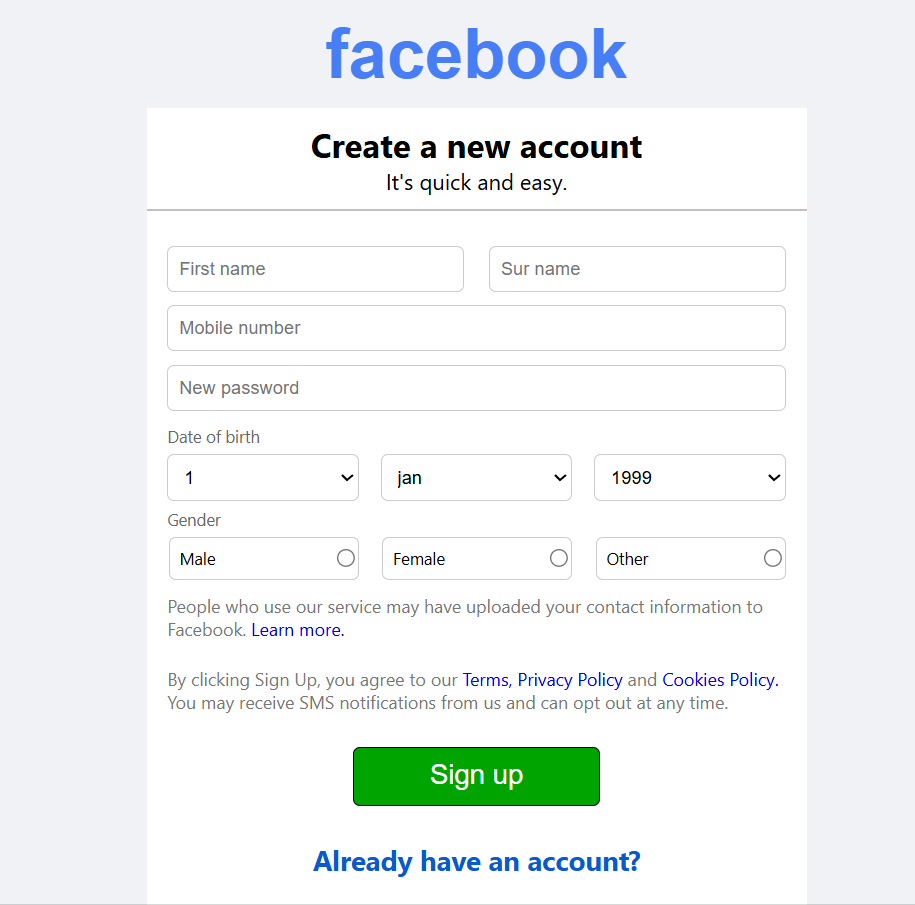 facebook
Create a new account
It's quick and easy.
First name Sur name
Mobile number
New password
Date of birth
1 jan 1999
Gender
Male Female Other
People who use our service may have uploaded your contact information to
Facebook. Learn more.
By clicking Sign Up, you agree to our Terms, Privacy Policy and Cookies Policy.
You may receive SMS notifications from us and can opt out at any time.
Sign up
Already have an account?